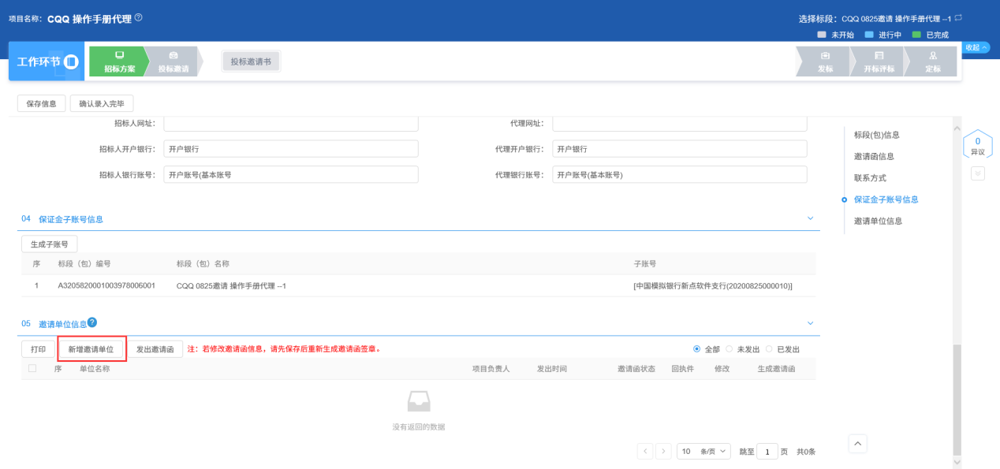 项目名称: CQQ 操作手册代理
选择标段: CQQ 0825邀请 操作手册代理 --1
未开始 进行中 已完成
收起
工作环节
招标方案
投标邀请
投标邀请书
发标
开标评标
定标
保存信息 确认录入完毕
招标人网址: 代理网址:
招标人开户银行: 开户银行 代理开户银行: 开户银行
招标人银行账号: 开户账号(基本账号 代理银行账号: 开户账号(基本账号)
标段(包)信息
邀请函信息
联系方式
保证金子账号信息
邀请单位信息
0
异议
04 保证金子账号信息
生成子账号
序 标段（包）编号 标段（包）名称 子账号
1 A3205820001003978006001 CQQ 0825邀请 操作手册代理 --1 [中国模拟银行新点软件支行(20200825000010)]
05 邀请单位信息 ?
打印 新增邀请单位 发出邀请函 注：若修改邀请函信息，请先保存后重新生成邀请函签章。 全部 未发出 已发出
序 单位名称 项目负责人 发出时间 邀请函状态 回执件 修改 生成邀请函
没有返回的数据
10 条/页 跳至 1 页 共0条